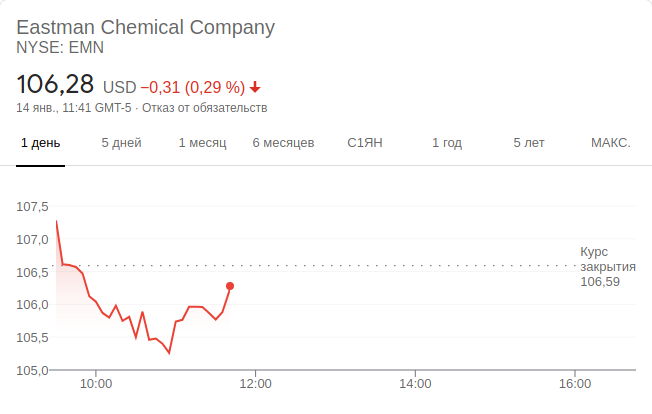 Eastman Chemical Company
NYSE: EMN
106,28 USD −0,31 (0,29 %)
14 янв., 11:41 GMT-5 · Отказ от обязательств
1 день 5 дней 1 месяц 6 месяцев С1ЯН 1 год 5 лет МАКС.
107,5
107,0
106,5
106,0
105,5
105,0
Курс
закрытия
106,59
10:00 12:00 14:00 16:00